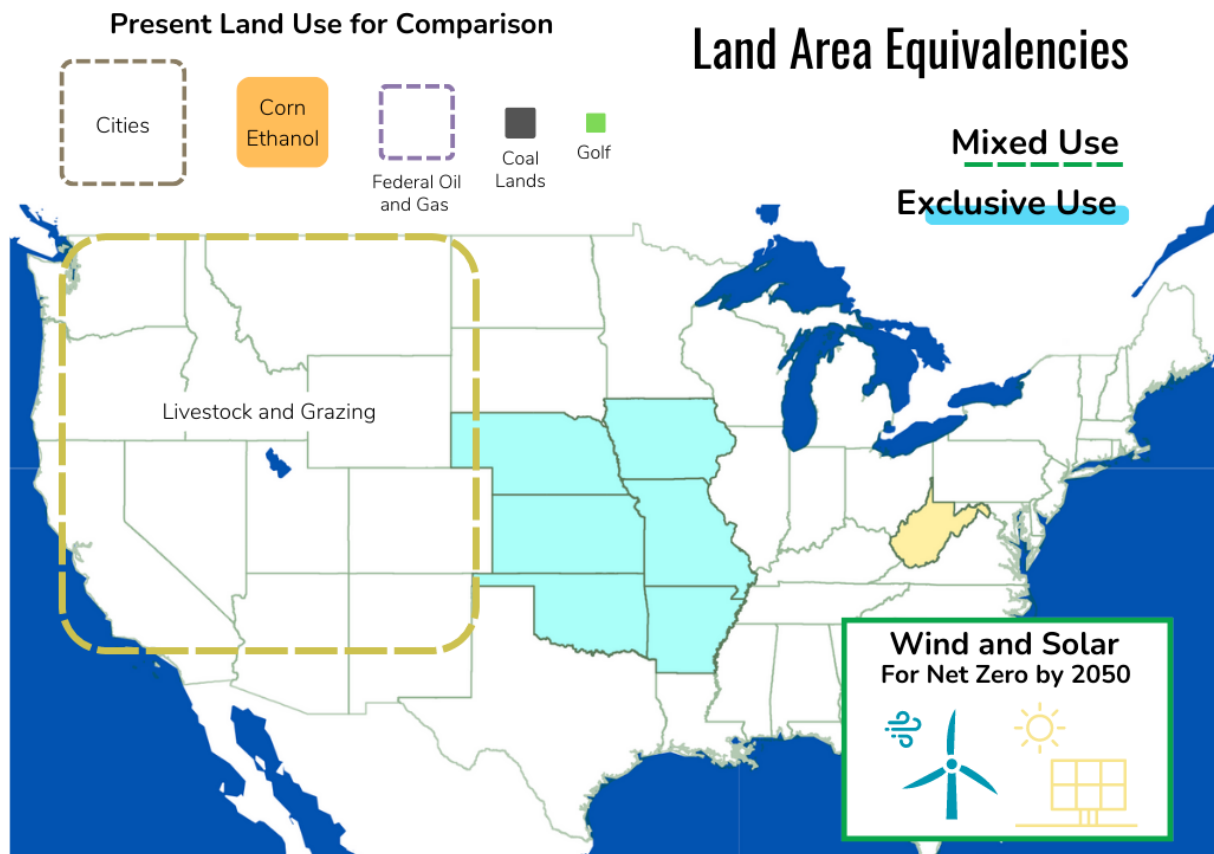 Present Land Use for Comparison
Land Area Equivalencies
Cities
Corn
Ethanol
Federal Oil
and Gas
Coal
Lands
Golf
Mixed Use
Exclusive Use
Livestock and Grazing
Wind and Solar
For Net Zero by 2050